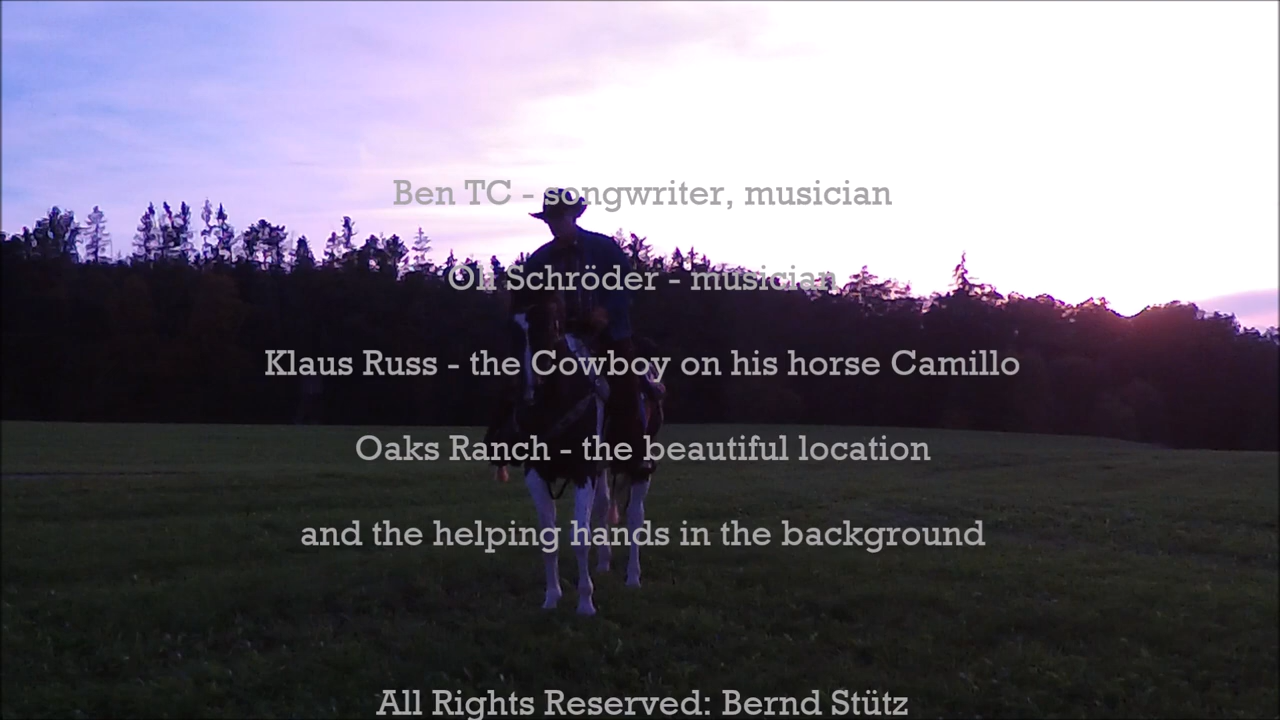 Ben TC - songwriter, musician
Oli Schröder - musician
Klaus Russ - the Cowboy on his horse Camillo
Oaks Ranch - the beautiful location
and the helping hands in the background
All Rights Reserved: Bernd Stütz